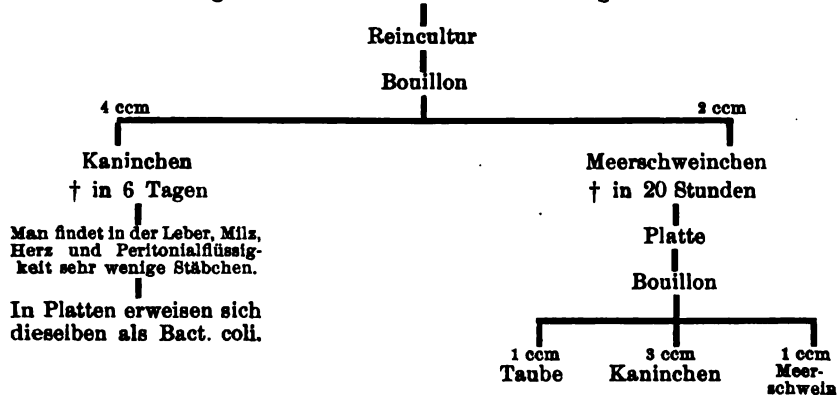 Reincultur
Bouillon
4 ccm
2 ccm
Kaninchen
† in 6 Tagen
Man findet in der Leber, Milz,
Herz und Peritonialflüssig-
keit sehr wenige Stäbchen.
In Platten erweisen sich
dieselben als Bact. coli.
Meerschweinchen
† in 20 Stunden
Platte
Bouillon
1 ccm
Taube
3 ccm
Kaninchen
1 ccm
Meer-
schwein